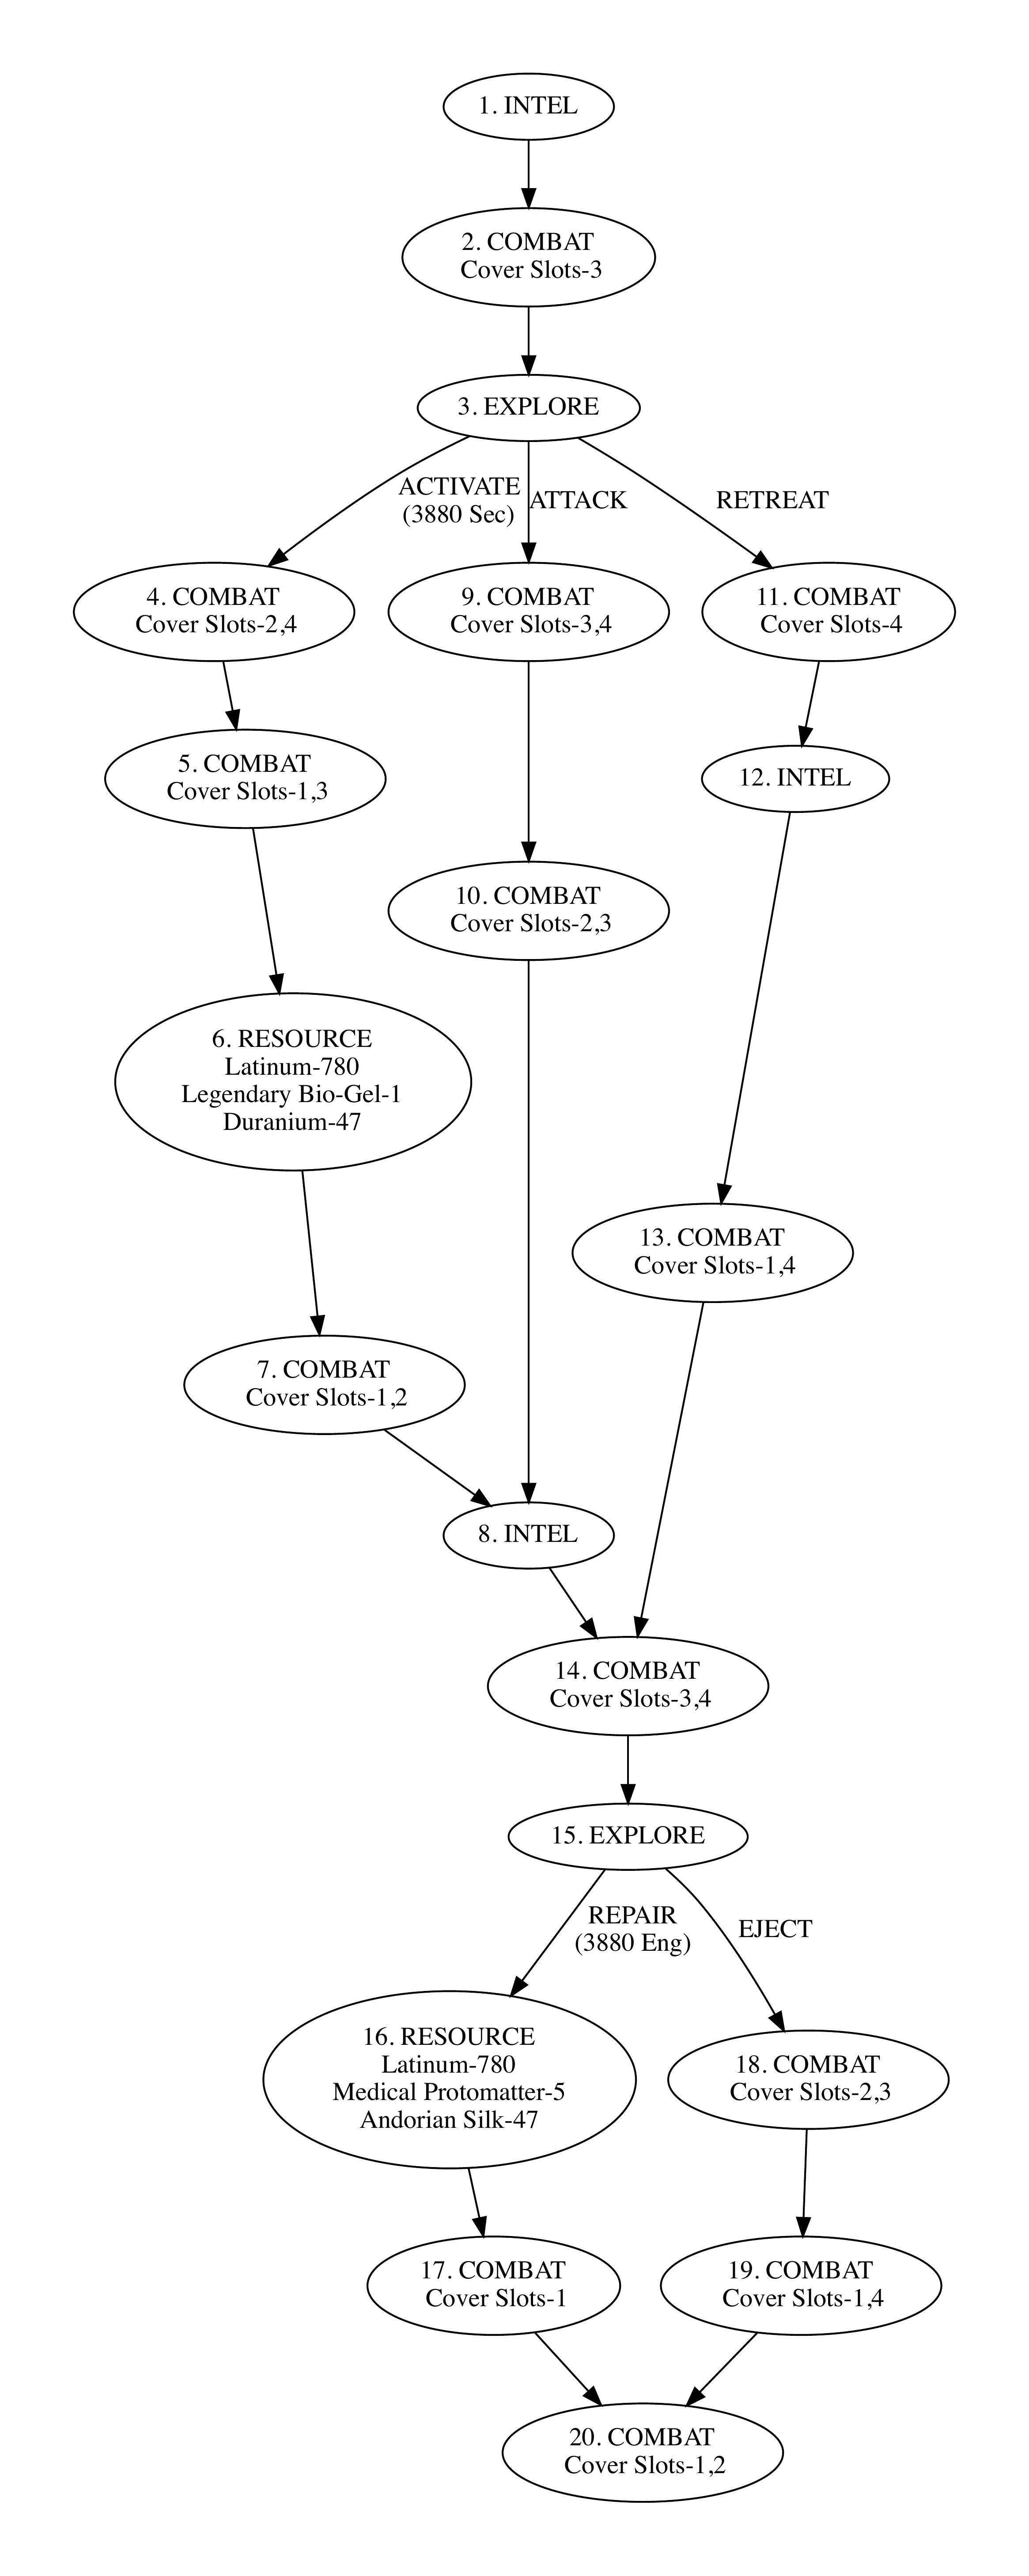 1. INTEL
2. COMBAT
Cover Slots-3
3. EXPLORE
ACTIVATE
(3880 Sec)
ATTACK
RETREAT
4. COMBAT
Cover Slots-2,4
9. COMBAT
Cover Slots-3,4
11. COMBAT
Cover Slots-4
5. COMBAT
Cover Slots-1,3
12. INTEL
10. COMBAT
Cover Slots-2,3
6. RESOURCE
Latinum-780
Legendary Bio-Gel-1
Duranium-47
13. COMBAT
Cover Slots-1,4
7. COMBAT
Cover Slots-1,2
8. INTEL
14. COMBAT
Cover Slots-3,4
15. EXPLORE
REPAIR
(3880 Eng)
EJECT
16. RESOURCE
Latinum-780
Medical Protomatter-5
Andorian Silk-47
18. COMBAT
Cover Slots-2,3
17. COMBAT
Cover Slots-1
19. COMBAT
Cover Slots-1,4
20. COMBAT
Cover Slots-1,2